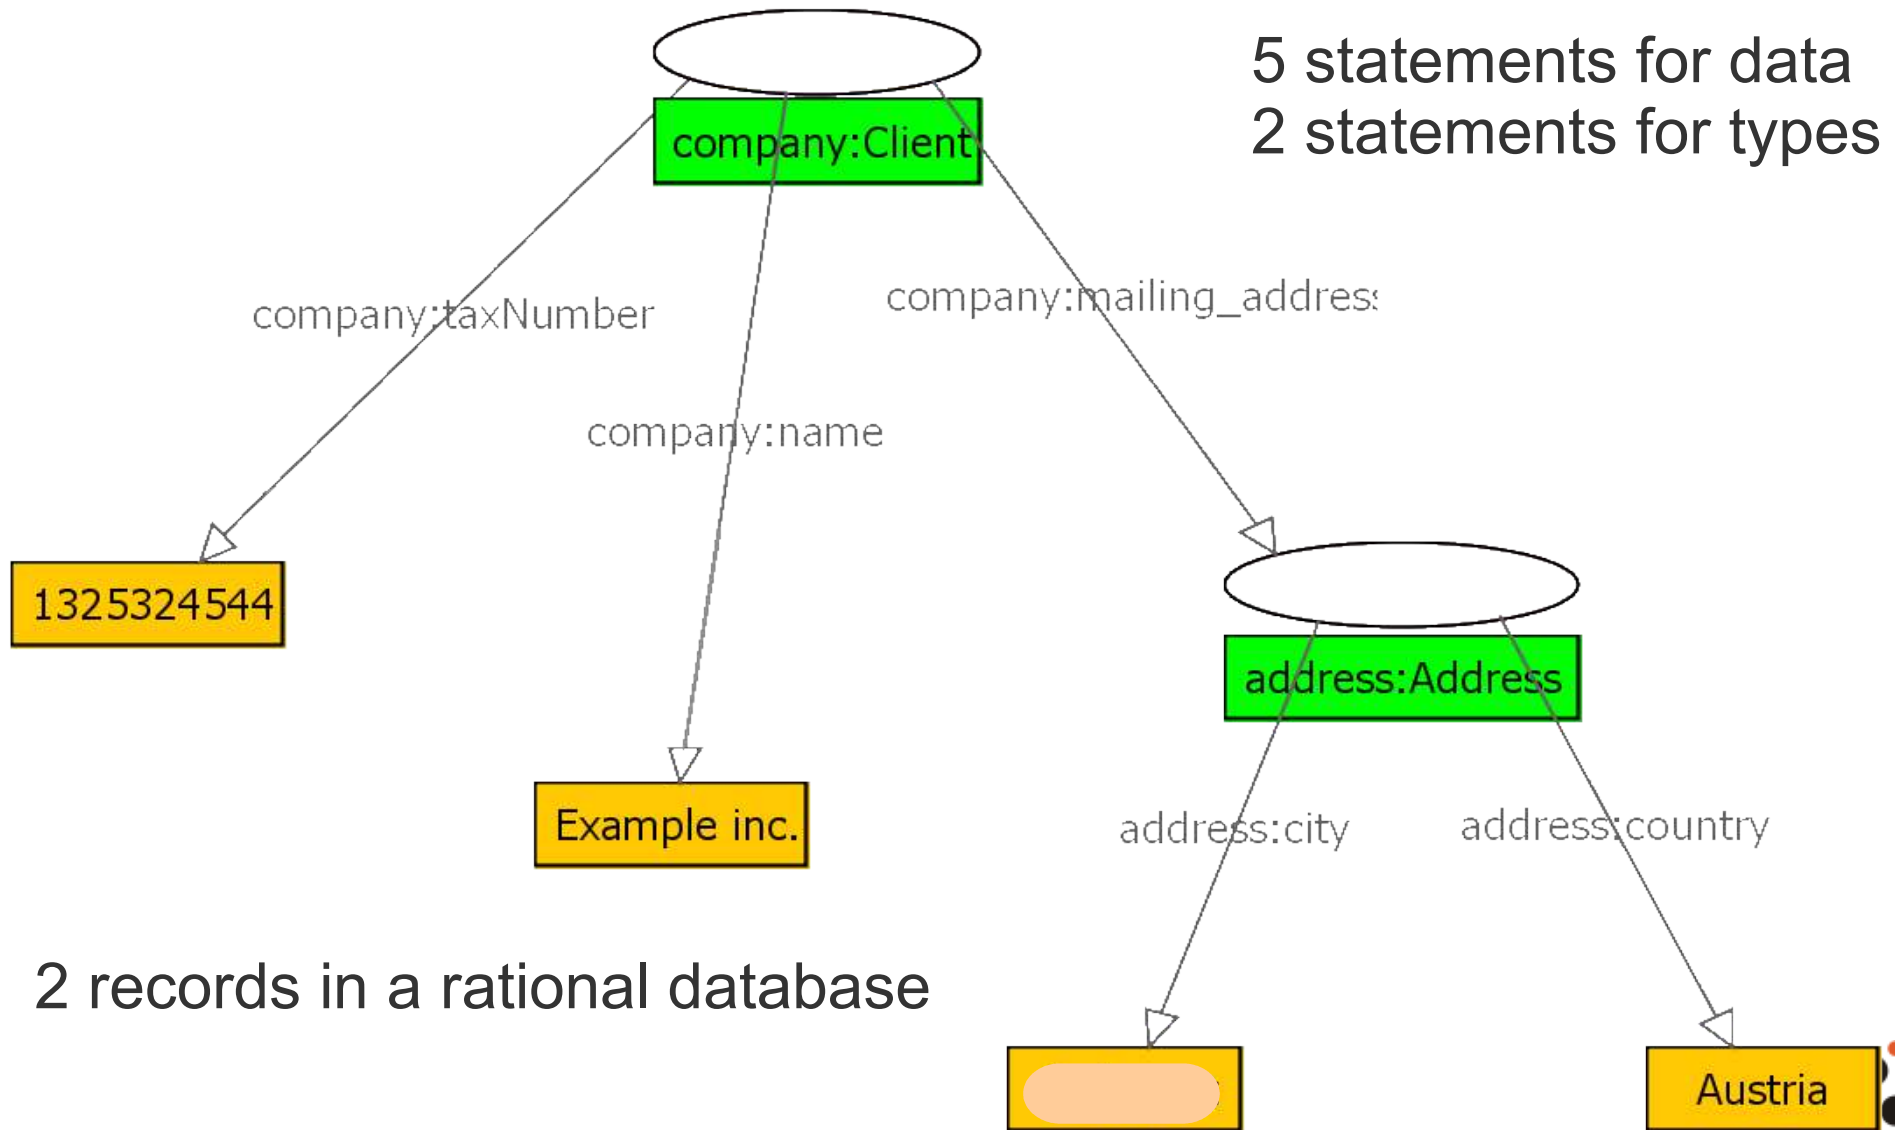 5 statements for data
2 statements for types
company:Client
company:taxNumber
company:mailing_address
company:name
1325324544
address:Address
Example inc.
address:city
address:country
2 records in a rational database
Austria